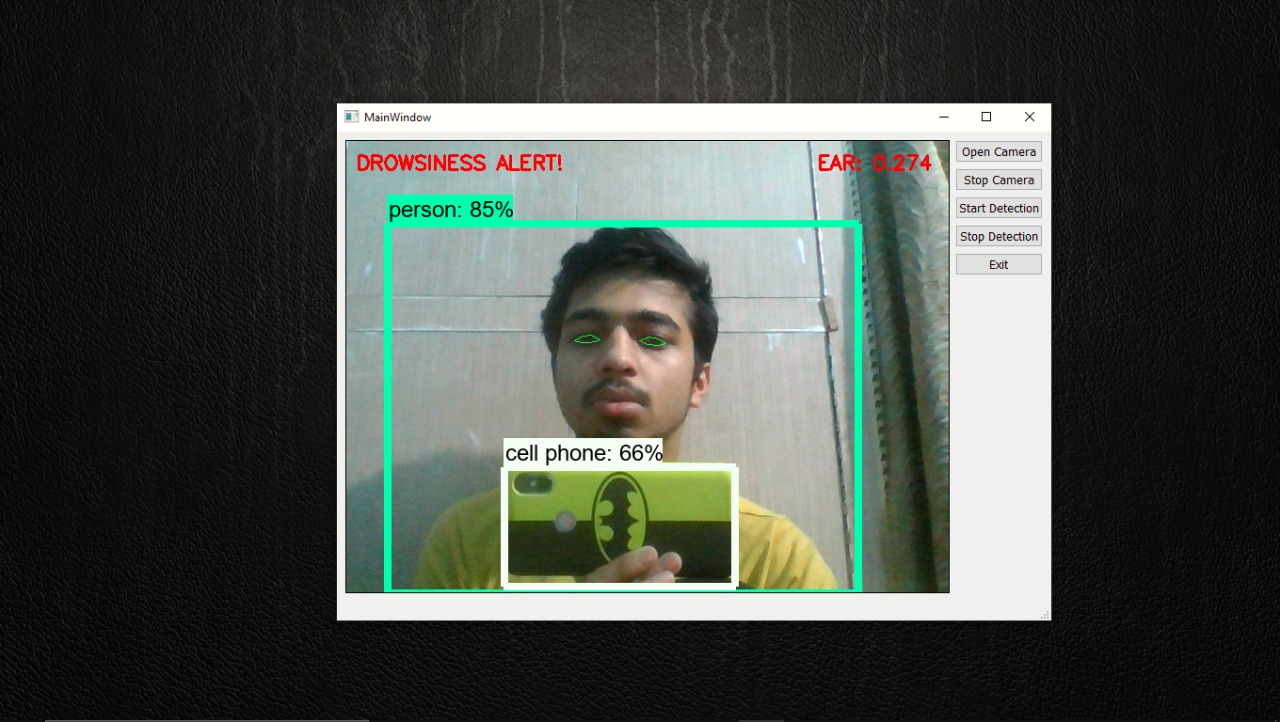 MainWindow
DROWSINESS ALERT!
EAR: 0.274
person: 85%
cell phone: 66%
Open Camera
Stop Camera
Start Detection
Stop Detection
Exit